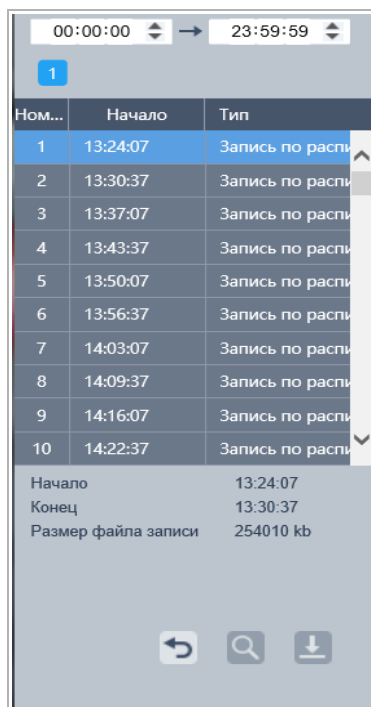 00:00:00 → 23:59:59
1
Ном... Начало Тип
1 13:24:07 Запись по распи
2 13:30:37 Запись по распи
3 13:37:07 Запись по распи
4 13:43:37 Запись по распи
5 13:50:07 Запись по распи
6 13:56:37 Запись по распи
7 14:03:07 Запись по распи
8 14:09:37 Запись по распи
9 14:16:07 Запись по распи
10 14:22:37 Запись по распи
Начало 13:24:07
Конец 13:30:37
Размер файла записи 254010 kb